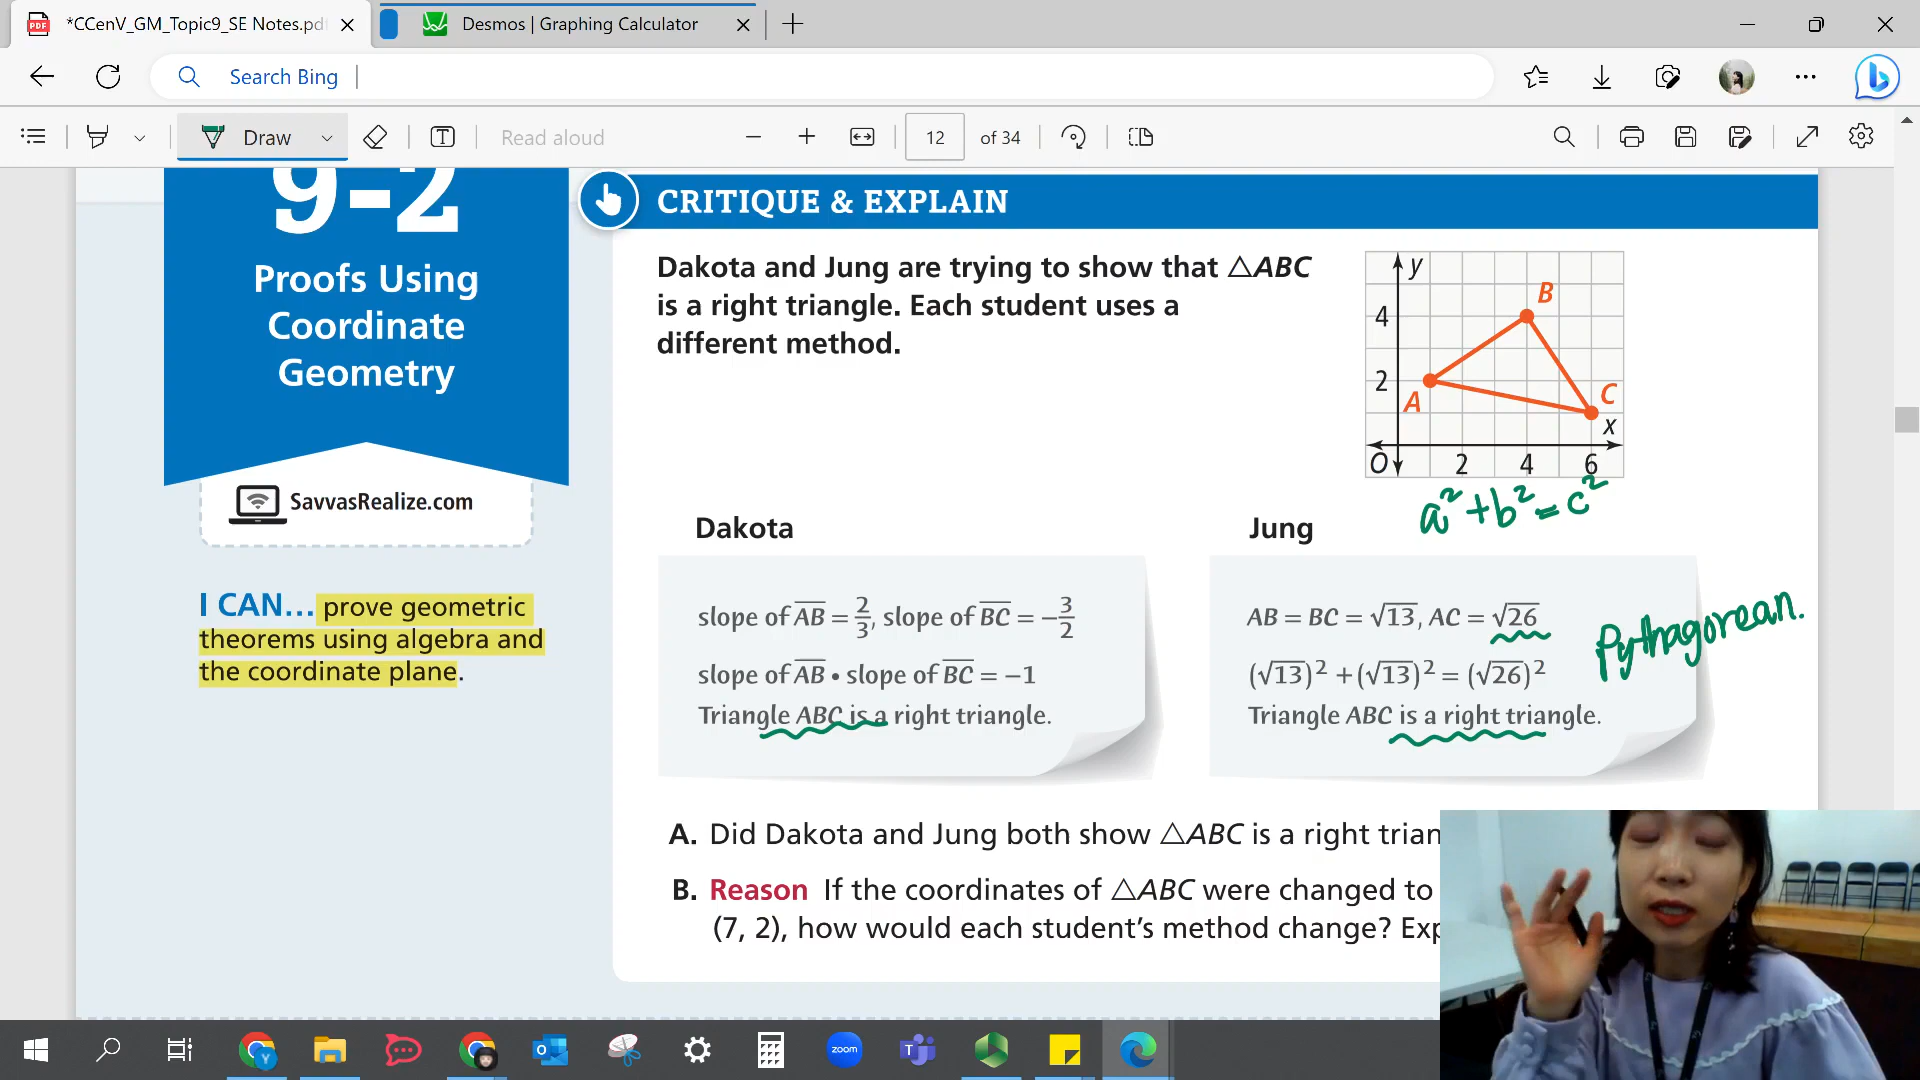 *CCenV_GM_Topic9_SE Notes.pdf
Desmos | Graphing Calculator
Search Bing
Draw
Read aloud
12
of 34
9-2
Proofs Using
Coordinate
Geometry
SavvasRealize.com
I CAN... prove geometric
theorems using algebra and
the coordinate plane.
CRITIQUE & EXPLAIN
Dakota and Jung are trying to show that △ABC
is a right triangle. Each student uses a
different method.
y
B
4
2
A
C
x
O
2
4
6
a² + b² = c²
Dakota
slope of A̅B̅ = 2/3, slope of B̅C̅ = −3/2
slope of A̅B̅ • slope of B̅C̅ = −1
Triangle ABC is a right triangle.
Jung
AB = BC = √13, AC = √26
(√13)² + (√13)² = (√26)²
Triangle ABC is a right triangle.
Pythagorean.
A. Did Dakota and Jung both show △ABC is a right trian
B. Reason If the coordinates of △ABC were changed to
(7, 2), how would each student's method change? Exp
zoom